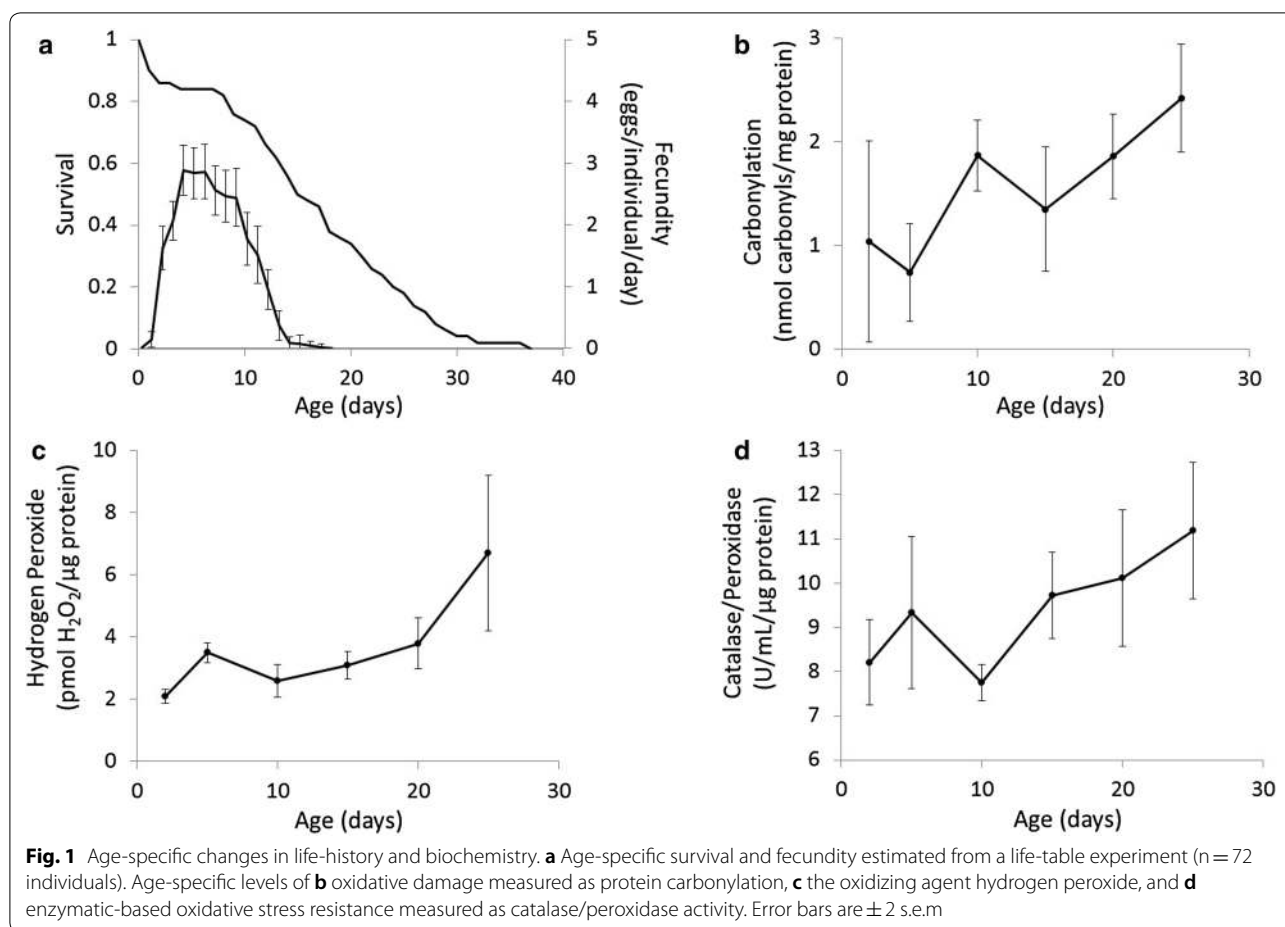 a
1
0.8
0.6
0.4
0.2
0
Survival
5
4
3
2
1
0
Fecundity
(eggs/individual/day)
0 10 20 30 40
Age (days)
b
3
2
1
0
Carbonylation
(nmol carbonyls/mg protein)
0 10 20 30
Age (days)
c
10
8
6
4
2
0
Hydrogen Peroxide
(pmol H₂O₂/μg protein)
0 10 20 30
Age (days)
d
13
12
11
10
9
8
7
6
Catalase/Peroxidase
(U/mL/μg protein)
0 10 20 30
Age (days)
Fig. 1 Age-specific changes in life-history and biochemistry. a Age-specific survival and fecundity estimated from a life-table experiment (n = 72
individuals). Age-specific levels of b oxidative damage measured as protein carbonylation, c the oxidizing agent hydrogen peroxide, and d
enzymatic-based oxidative stress resistance measured as catalase/peroxidase activity. Error bars are ± 2 s.e.m